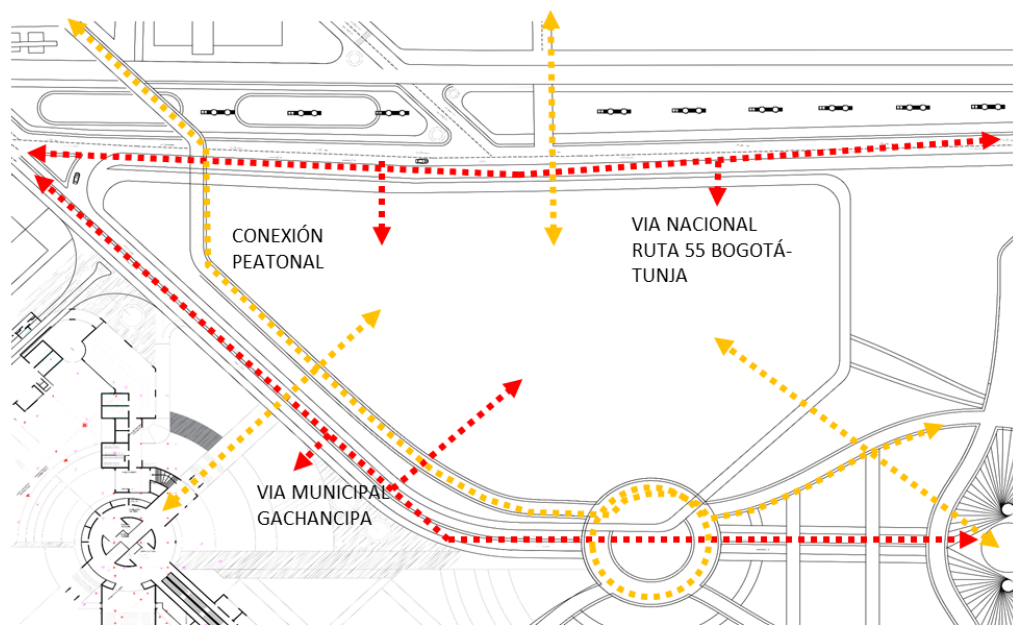 CONEXIÓN
PEATONAL
VIA NACIONAL
RUTA 55 BOGOTÁ-
TUNJA
VIA MUNICIPAL
GACHANCIPA